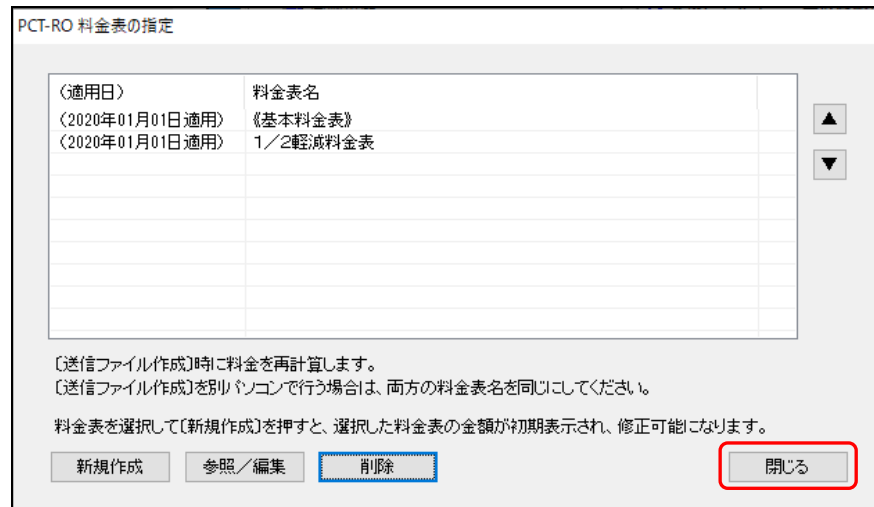 PCT-RO 料金表の指定
（適用日） 料金表名
（2020年01月01日適用） 《基本料金表》
（2020年01月01日適用） 1／2軽減料金表
▲
▼
〔送信ファイル作成〕時に料金を再計算します。
〔送信ファイル作成〕を別パソコンで行う場合は、両方の料金表名を同じにしてください。
料金表を選択して〔新規作成〕を押すと、選択した料金表の金額が初期表示され、修正可能になります。
新規作成 参照／編集 削除 閉じる